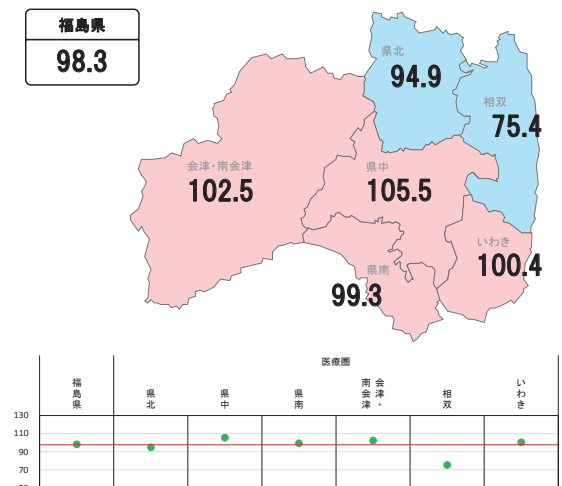 福島県
98.3
県北
94.9
相双
75.4
会津・南会津
102.5
県中
105.5
いわき
100.4
県南
99.3
医療圏
福島県
県北
県中
県南
会津・
南会津
相双
いわき
130
110
90
70